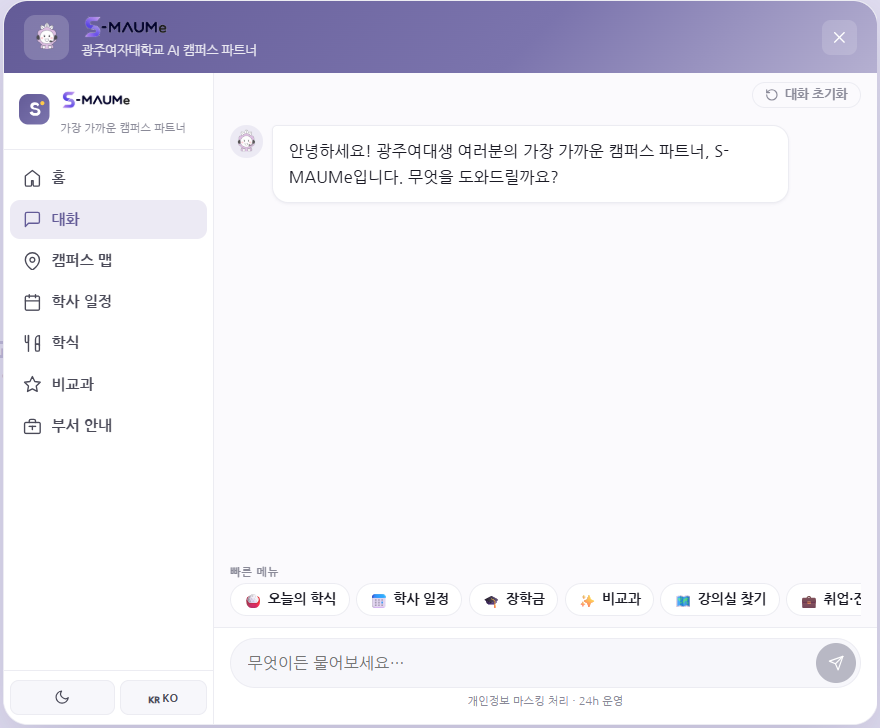 S-MAUMe
광주여자대학교 AI 캠퍼스 파트너
S
S-MAUMe
가장 가까운 캠퍼스 파트너
홈
대화
캠퍼스 맵
학사 일정
학식
비교과
부서 안내
KR KO
대화 초기화
안녕하세요! 광주여대생 여러분의 가장 가까운 캠퍼스 파트너, S-
MAUMe입니다. 무엇을 도와드릴까요?
빠른 메뉴
오늘의 학식
학사 일정
장학금
비교과
강의실 찾기
취업·진
무엇이든 물어보세요…
개인정보 마스킹 처리 · 24h 운영